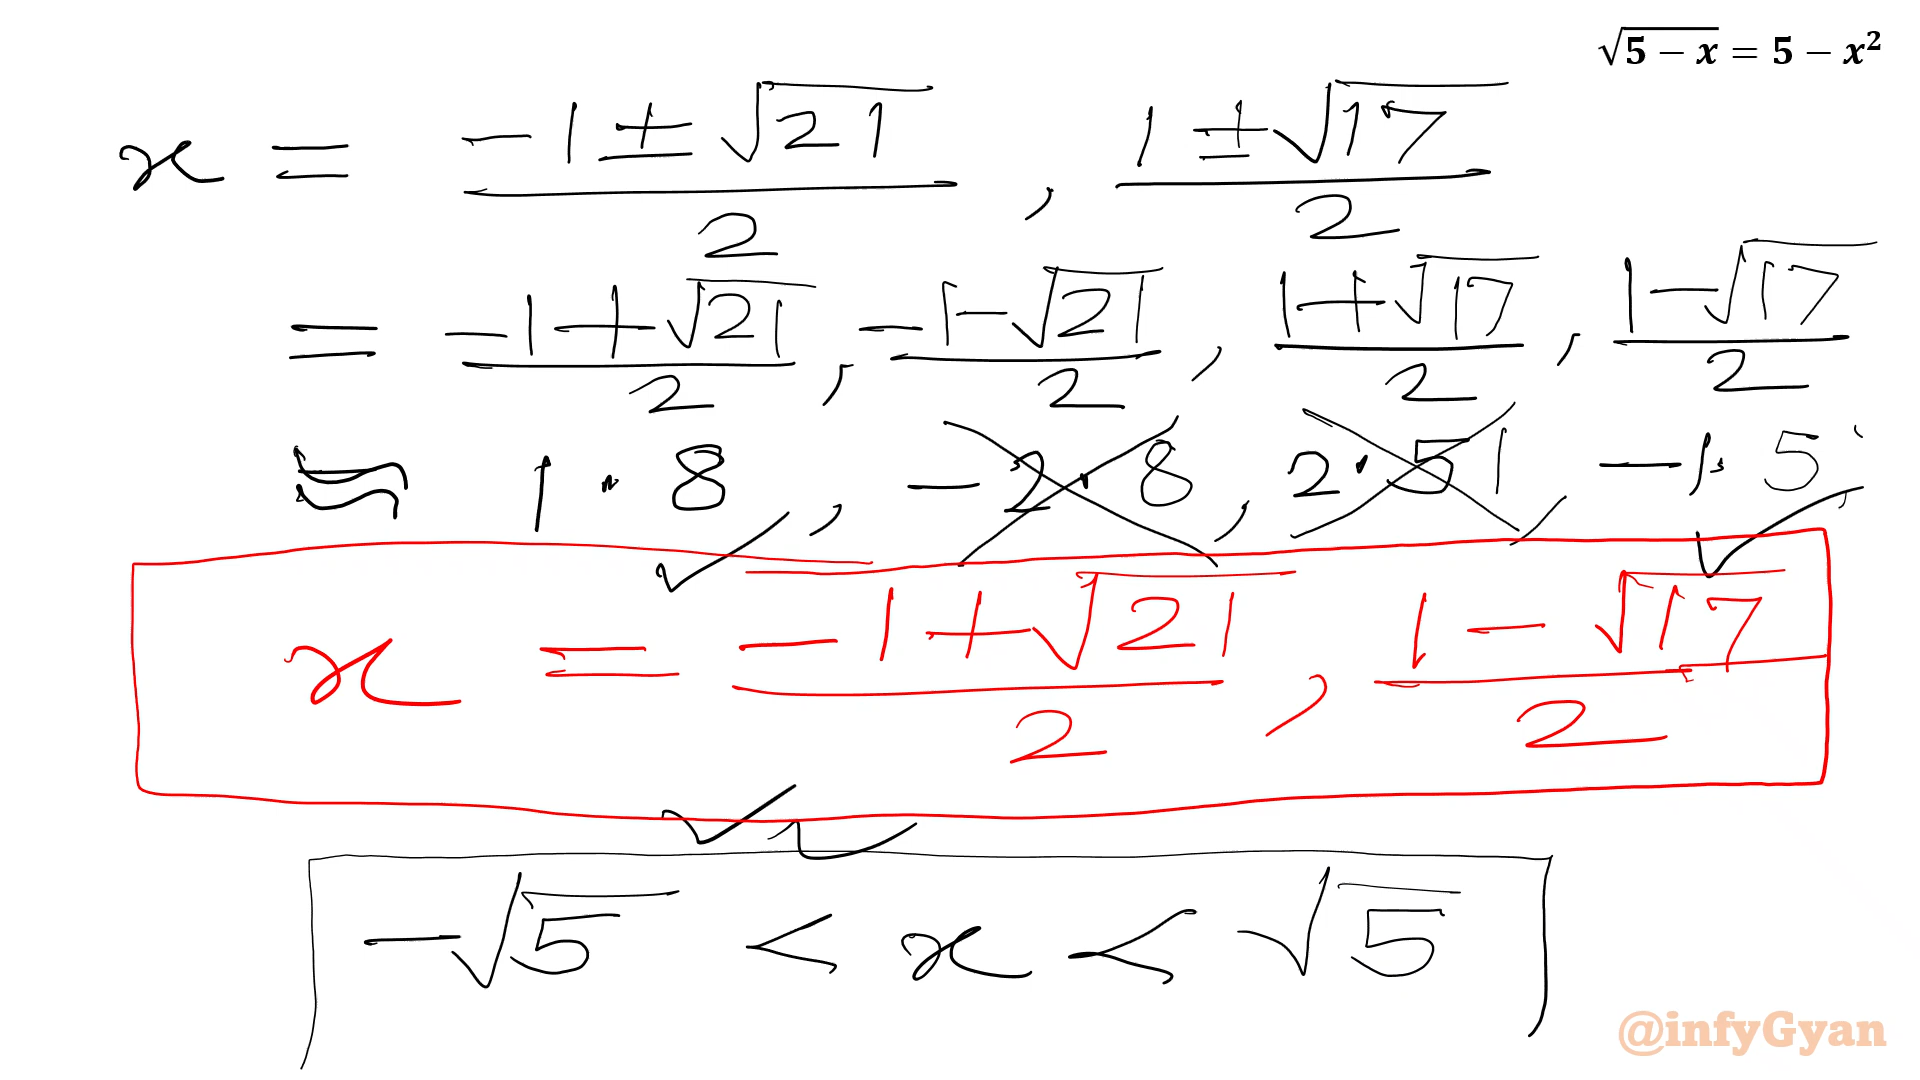 √(5 − x) = 5 − x²
x = (-1 ± √21)/2 , (1 ± √17)/2
= (-1 + √21)/2 , (-1 - √21)/2 , (1 + √17)/2 , (1 - √17)/2
≈ 1.8 , -2.8 , 2.51 , -1.5
x = (-1 + √21)/2 , (1 - √17)/2
-√5 < x < √5
@infyGyan